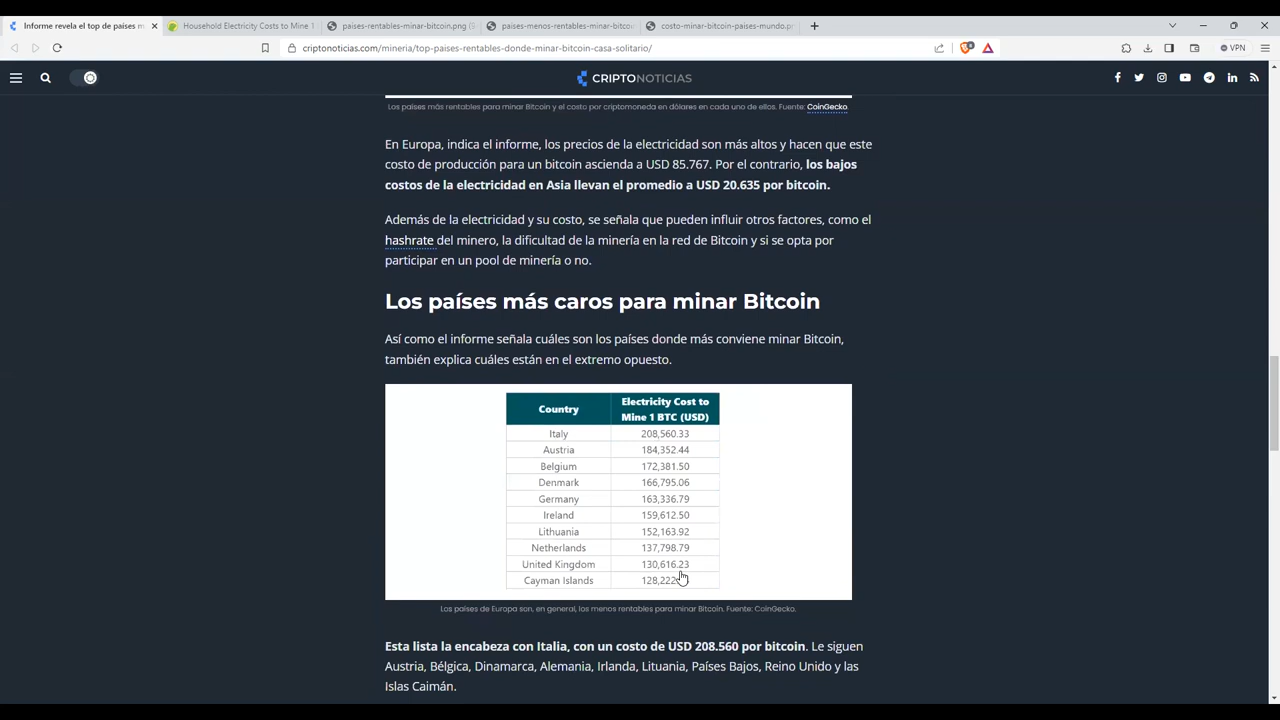 Informe revela el top de países m
Household Electricity Costs to Mine 1
paises-rentables-minar-bitcoin.png
paises-menos-rentables-minar-bitco
costo-minar-bitcoin-paises-mundo.p
criptonoticias.com/mineria/top-paises-rentables-donde-minar-bitcoin-casa-solitario/
VPN
CRIPTONOTICIAS
Los países más rentables para minar Bitcoin y el costo por criptomoneda en dólares en cada uno de ellos. Fuente: CoinGecko.
En Europa, indica el informe, los precios de la electricidad son más altos y hacen que este
costo de producción para un bitcoin ascienda a USD 85.767. Por el contrario, los bajos
costos de la electricidad en Asia llevan el promedio a USD 20.635 por bitcoin.
Además de la electricidad y su costo, se señala que pueden influir otros factores, como el
hashrate del minero, la dificultad de la minería en la red de Bitcoin y si se opta por
participar en un pool de minería o no.
Los países más caros para minar Bitcoin
Así como el informe señala cuáles son los países donde más conviene minar Bitcoin,
también explica cuáles están en el extremo opuesto.
Country Electricity Cost to Mine 1 BTC (USD)
Italy 208,560.33
Austria 184,352.44
Belgium 172,381.50
Denmark 166,795.06
Germany 163,336.79
Ireland 159,612.50
Lithuania 152,163.92
Netherlands 137,798.79
United Kingdom 130,616.23
Cayman Islands 128,222
Los países de Europa son, en general, los menos rentables para minar Bitcoin. Fuente: CoinGecko.
Esta lista la encabeza con Italia, con un costo de USD 208.560 por bitcoin. Le siguen
Austria, Bélgica, Dinamarca, Alemania, Irlanda, Lituania, Países Bajos, Reino Unido y las
Islas Caimán.